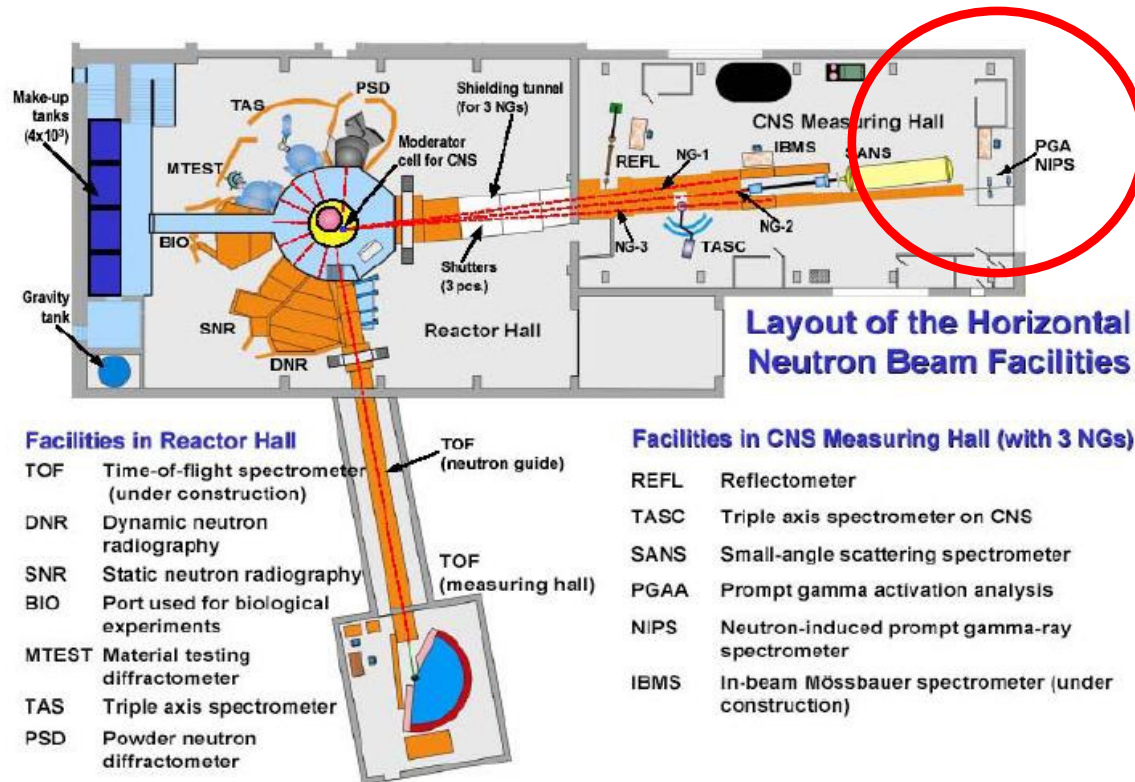 Make-up
tanks
(4x10³)
TAS
PSD
MTEST
BIO
Gravity
tank
SNR
DNR
Shielding tunnel
(for 3 NGs)
Moderator
cell for CNS
Shutters
(3 pcs.)
Reactor Hall
CNS Measuring Hall
REFL
NG-1
IBMS
SANS
PGA
NIPS
NG-3
TASC
NG-2
Layout of the Horizontal
Neutron Beam Facilities
TOF
(neutron guide)
TOF
(measuring hall)
Facilities in Reactor Hall
TOF Time-of-flight spectrometer
(under construction)
DNR Dynamic neutron
radiography
SNR Static neutron radiography
BIO Port used for biological
experiments
MTEST Material testing
diffractometer
TAS Triple axis spectrometer
PSD Powder neutron
diffractometer
Facilities in CNS Measuring Hall (with 3 NGs)
REFL Reflectometer
TASC Triple axis spectrometer on CNS
SANS Small-angle scattering spectrometer
PGAA Prompt gamma activation analysis
NIPS Neutron-induced prompt gamma-ray
spectrometer
IBMS In-beam Mössbauer spectrometer (under
construction)